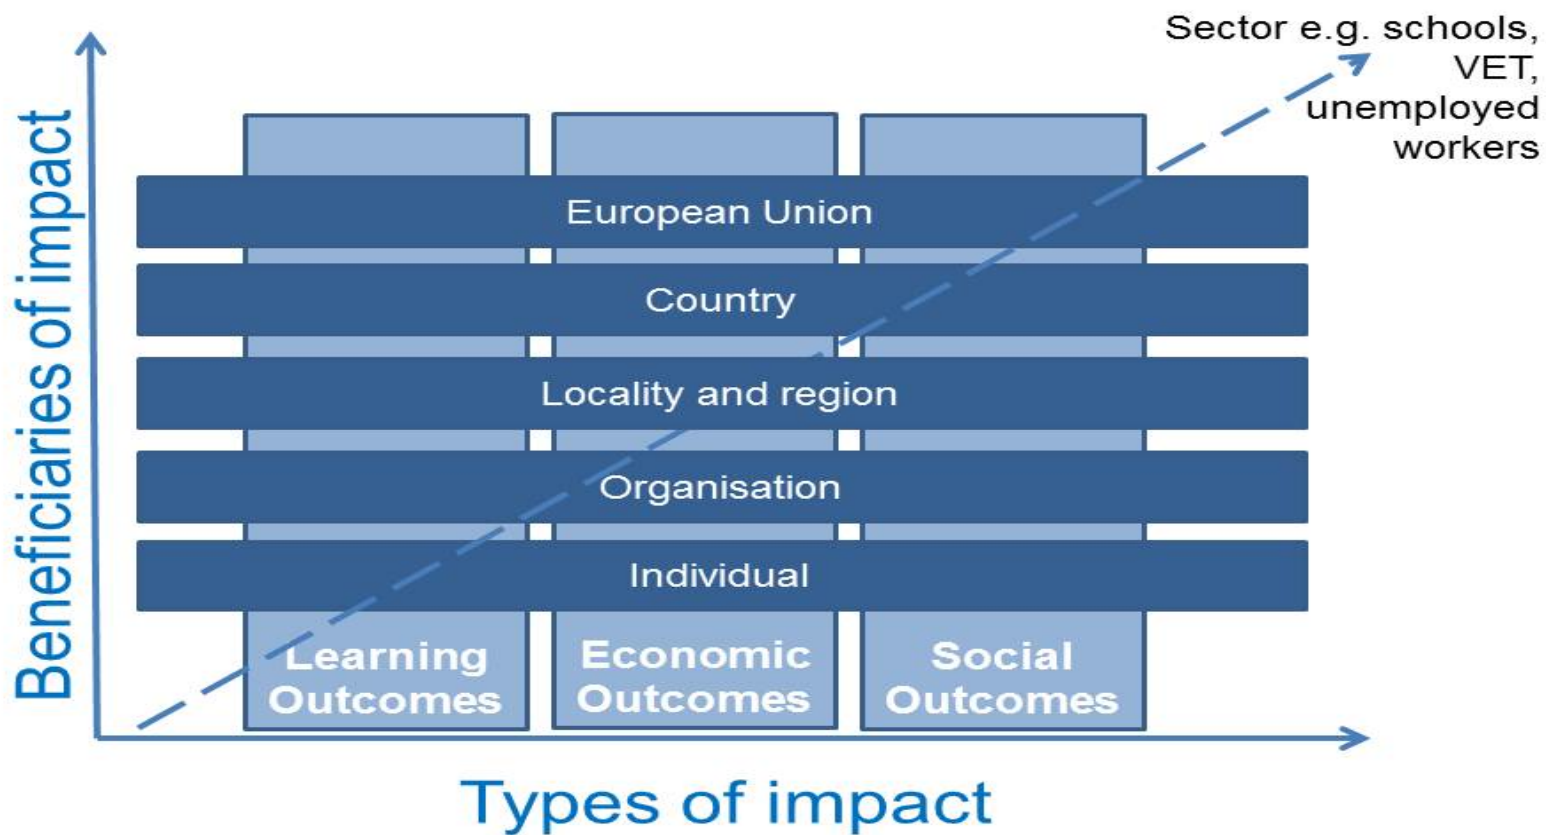 Sector e.g. schools,
VET,
unemployed
workers
Beneficiaries of impact
European Union
Country
Locality and region
Organisation
Individual
Learning
Outcomes
Economic
Outcomes
Social
Outcomes
Types of impact